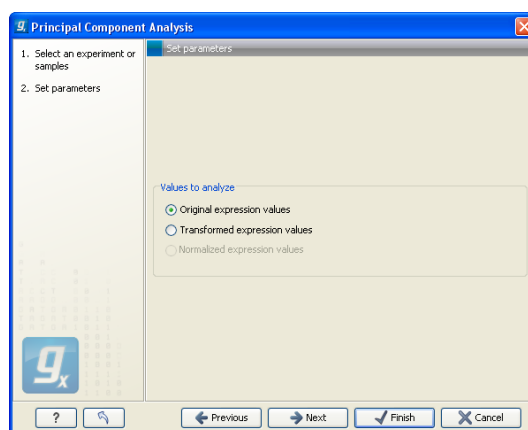 Principal Component Analysis
1. Select an experiment or
samples
2. Set parameters
Set parameters
Values to analyze
Original expression values
Transformed expression values
Normalized expression values
gx
?
Previous
Next
Finish
Cancel